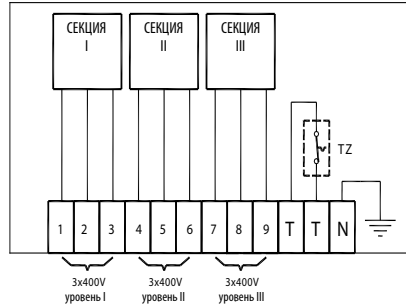 СЕКЦИЯ I
СЕКЦИЯ II
СЕКЦИЯ III
TZ
1 2 3 4 5 6 7 8 9 T T N
3x400V
уровень I
3x400V
уровень II
3x400V
уровень III